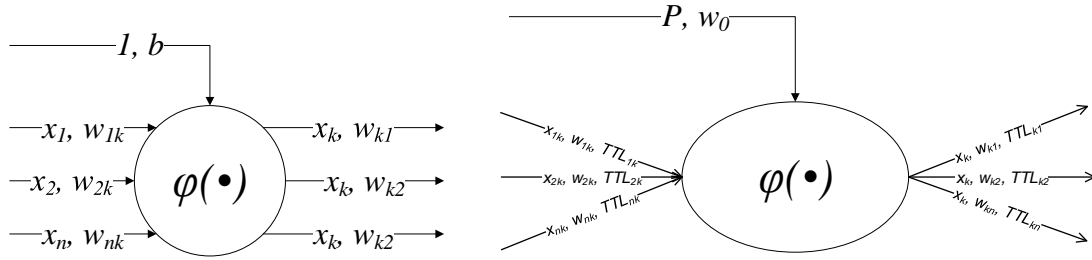 1, b
x1, w1k
x2, w2k
xn, wnk
φ(•)
xk, wk1
xk, wk2
xk, wk2
P, w0
x1k, w1k, TTL1k
x2k, w2k, TTL2k
xnk, wnk, TTLnk
φ(•)
xk, wk1, TTLk1
xk, wk2, TTLk2
xk, wkn, TTLkn